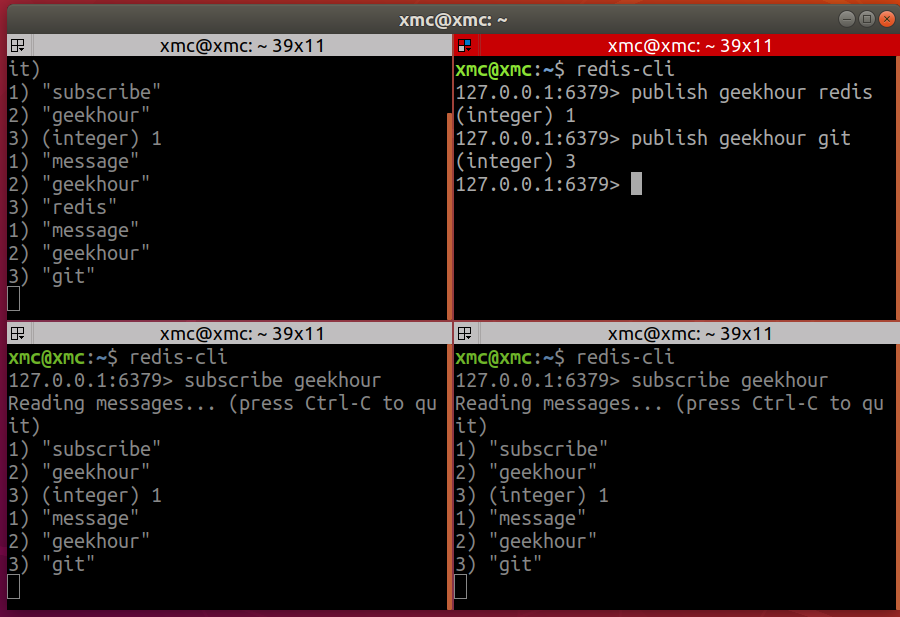 xmc@xmc: ~
xmc@xmc: ~ 39x11
it)
1) "subscribe"
2) "geekhour"
3) (integer) 1
1) "message"
2) "geekhour"
3) "redis"
1) "message"
2) "geekhour"
3) "git"
xmc@xmc: ~ 39x11
xmc@xmc:~$ redis-cli
127.0.0.1:6379> publish geekhour redis
(integer) 1
127.0.0.1:6379> publish geekhour git
(integer) 3
127.0.0.1:6379>
xmc@xmc: ~ 39x11
xmc@xmc:~$ redis-cli
127.0.0.1:6379> subscribe geekhour
Reading messages... (press Ctrl-C to qu
it)
1) "subscribe"
2) "geekhour"
3) (integer) 1
1) "message"
2) "geekhour"
3) "git"
xmc@xmc: ~ 39x11
xmc@xmc:~$ redis-cli
127.0.0.1:6379> subscribe geekhour
Reading messages... (press Ctrl-C to qu
it)
1) "subscribe"
2) "geekhour"
3) (integer) 1
1) "message"
2) "geekhour"
3) "git"